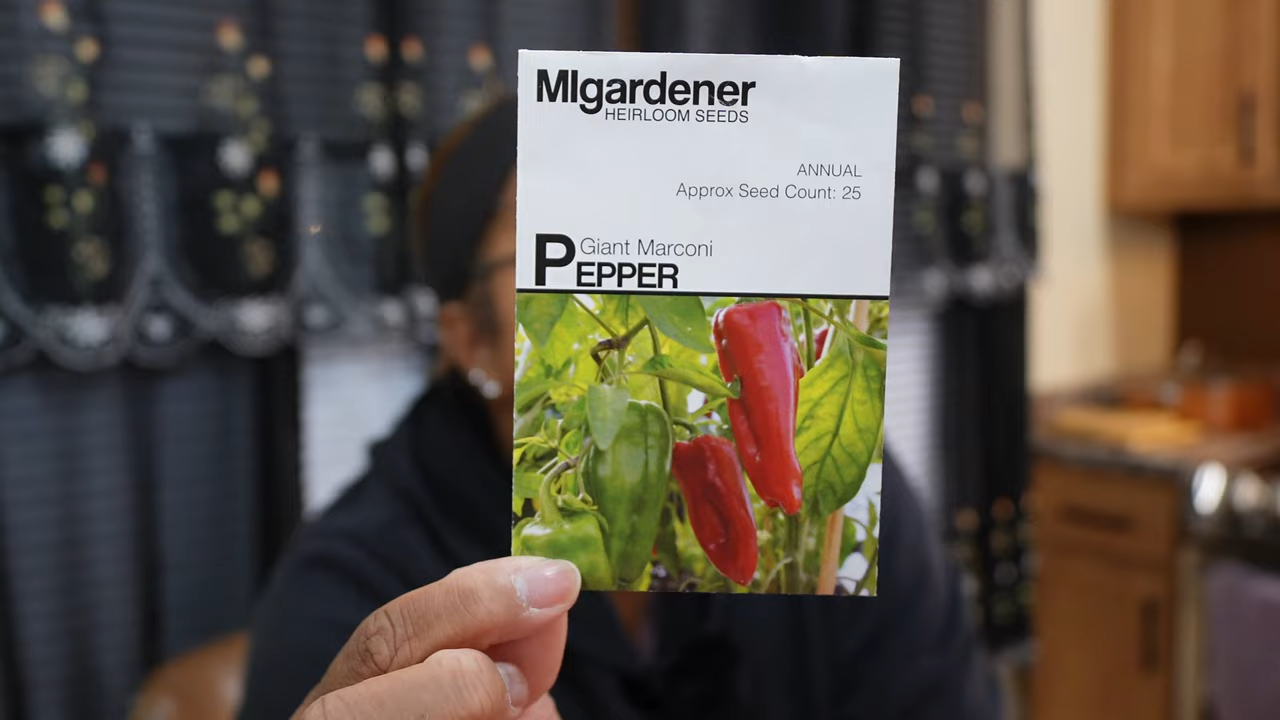 MIgardener
HEIRLOOM SEEDS
ANNUAL
Approx Seed Count: 25
Giant Marconi
PEPPER